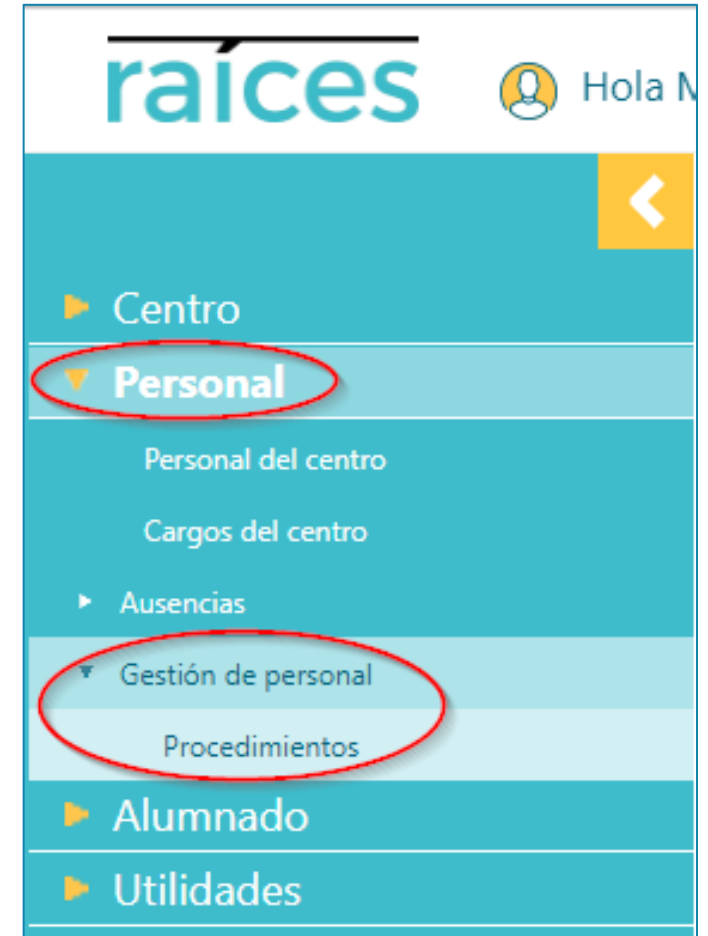 raíces
Hola M
Centro
Personal
Personal del centro
Cargos del centro
Ausencias
Gestión de personal
Procedimientos
Alumnado
Utilidades